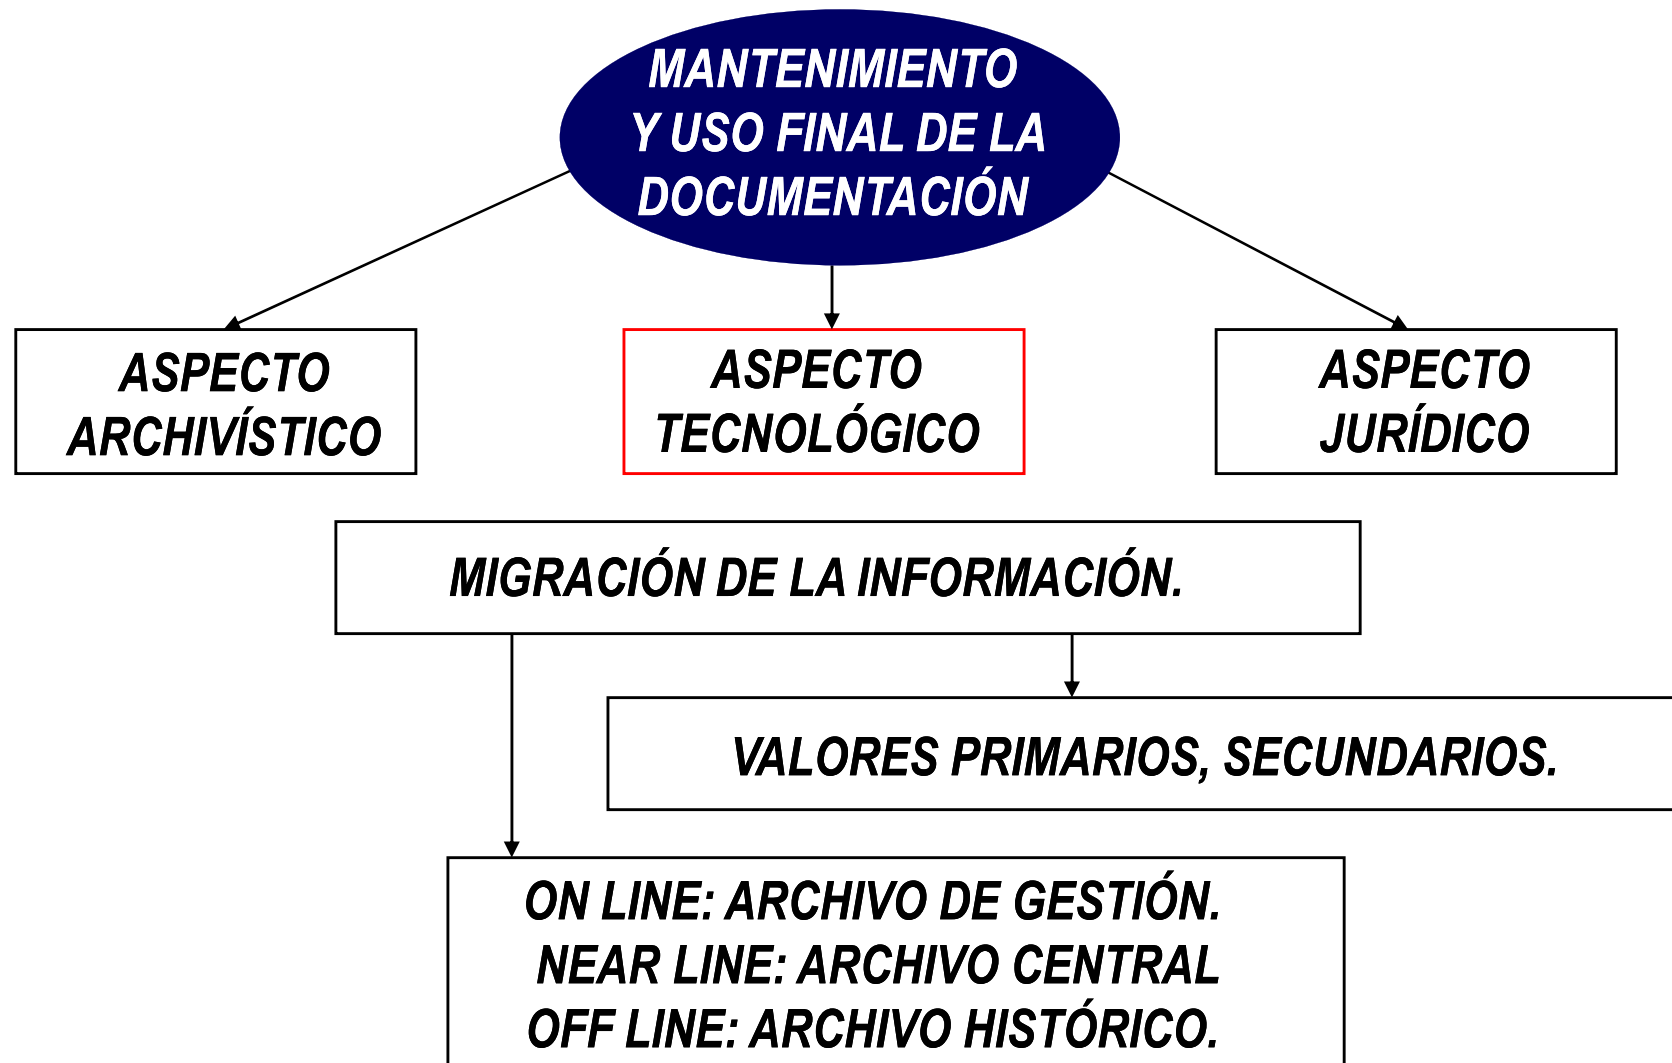 MANTENIMIENTO
Y USO FINAL DE LA
DOCUMENTACIÓN
ASPECTO
ARCHIVÍSTICO
ASPECTO
TECNOLÓGICO
ASPECTO
JURÍDICO
MIGRACIÓN DE LA INFORMACIÓN.
VALORES PRIMARIOS, SECUNDARIOS.
ON LINE: ARCHIVO DE GESTIÓN.
NEAR LINE: ARCHIVO CENTRAL
OFF LINE: ARCHIVO HISTÓRICO.